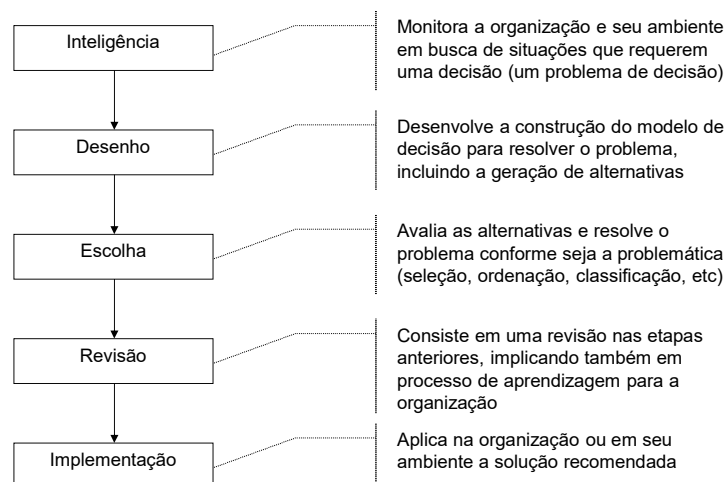 Inteligência
Monitora a organização e seu ambiente
em busca de situações que requerem
uma decisão (um problema de decisão)
Desenho
Desenvolve a construção do modelo de
decisão para resolver o problema,
incluindo a geração de alternativas
Escolha
Avalia as alternativas e resolve o
problema conforme seja a problemática
(seleção, ordenação, classificação, etc)
Revisão
Consiste em uma revisão nas etapas
anteriores, implicando também em
processo de aprendizagem para a
organização
Implementação
Aplica na organização ou em seu
ambiente a solução recomendada